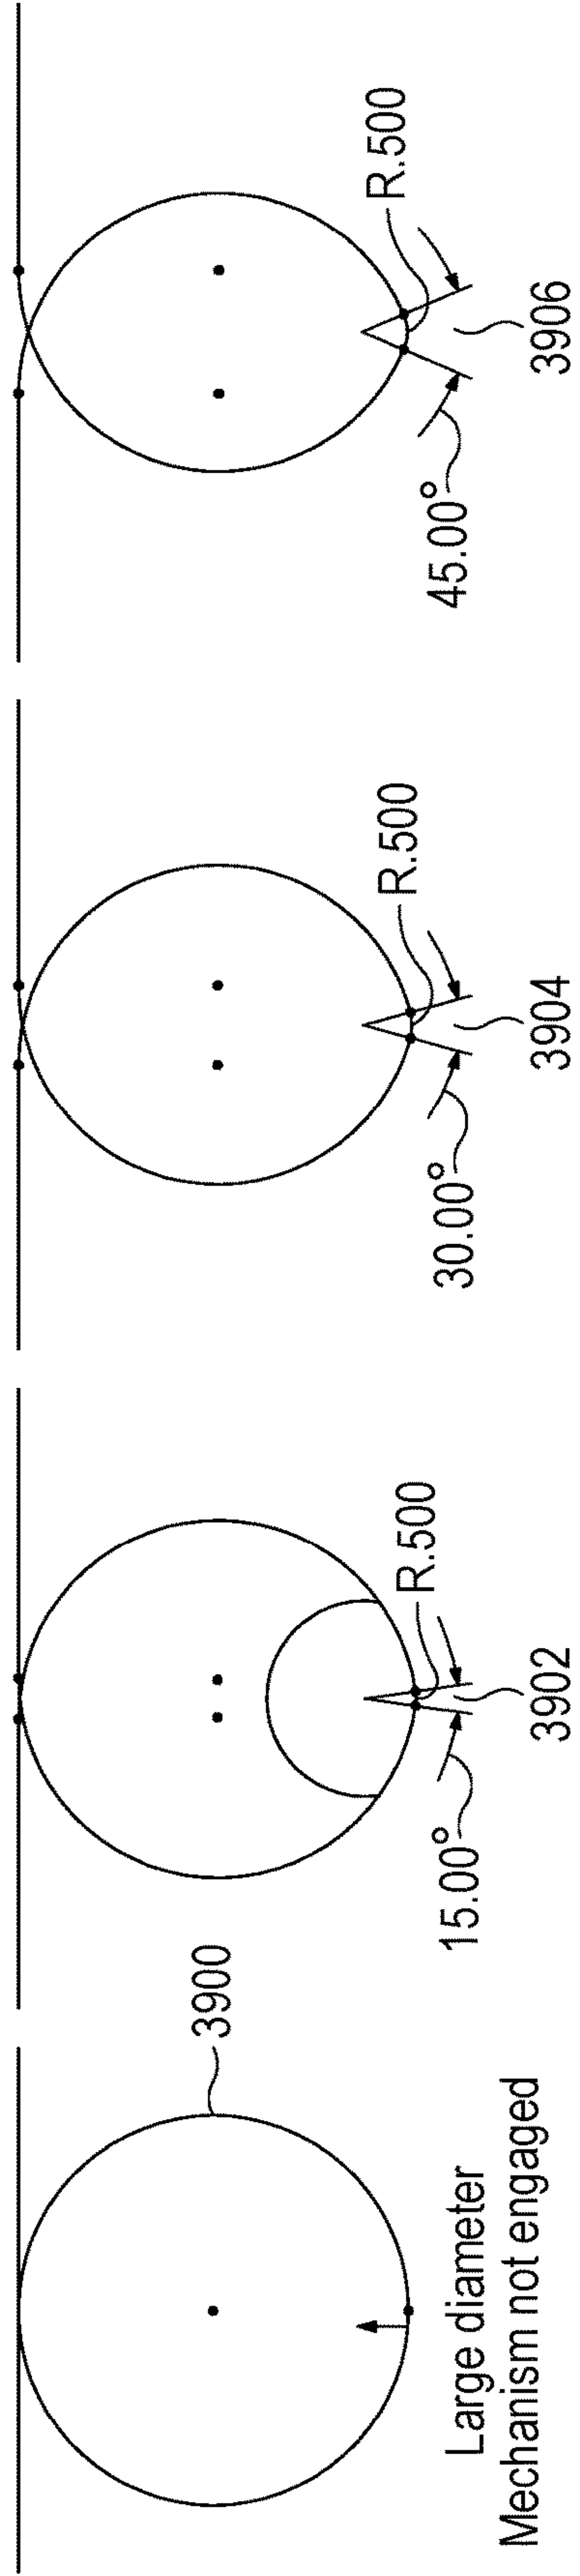 3900
Large diameter
Mechanism not engaged
R.500
15.00°
3902
R.500
30.00°
3904
R.500
45.00°
3906